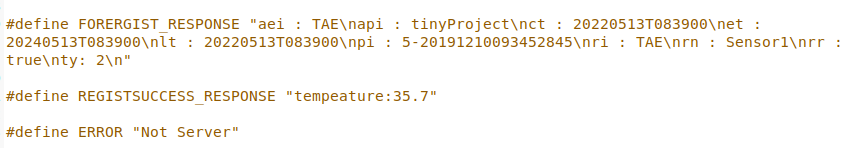 #define FORERGIST_RESPONSE "aei : TAE\napi : tinyProject\nct : 20220513T083900\net :
20240513T083900\nlt : 20220513T083900\npi : 5-20191210093452845\nri : TAE\nrn : Sensor1\nrr :
true\nty: 2\n"
#define REGISTSUCCESS_RESPONSE "tempeature:35.7"
#define ERROR "Not Server"